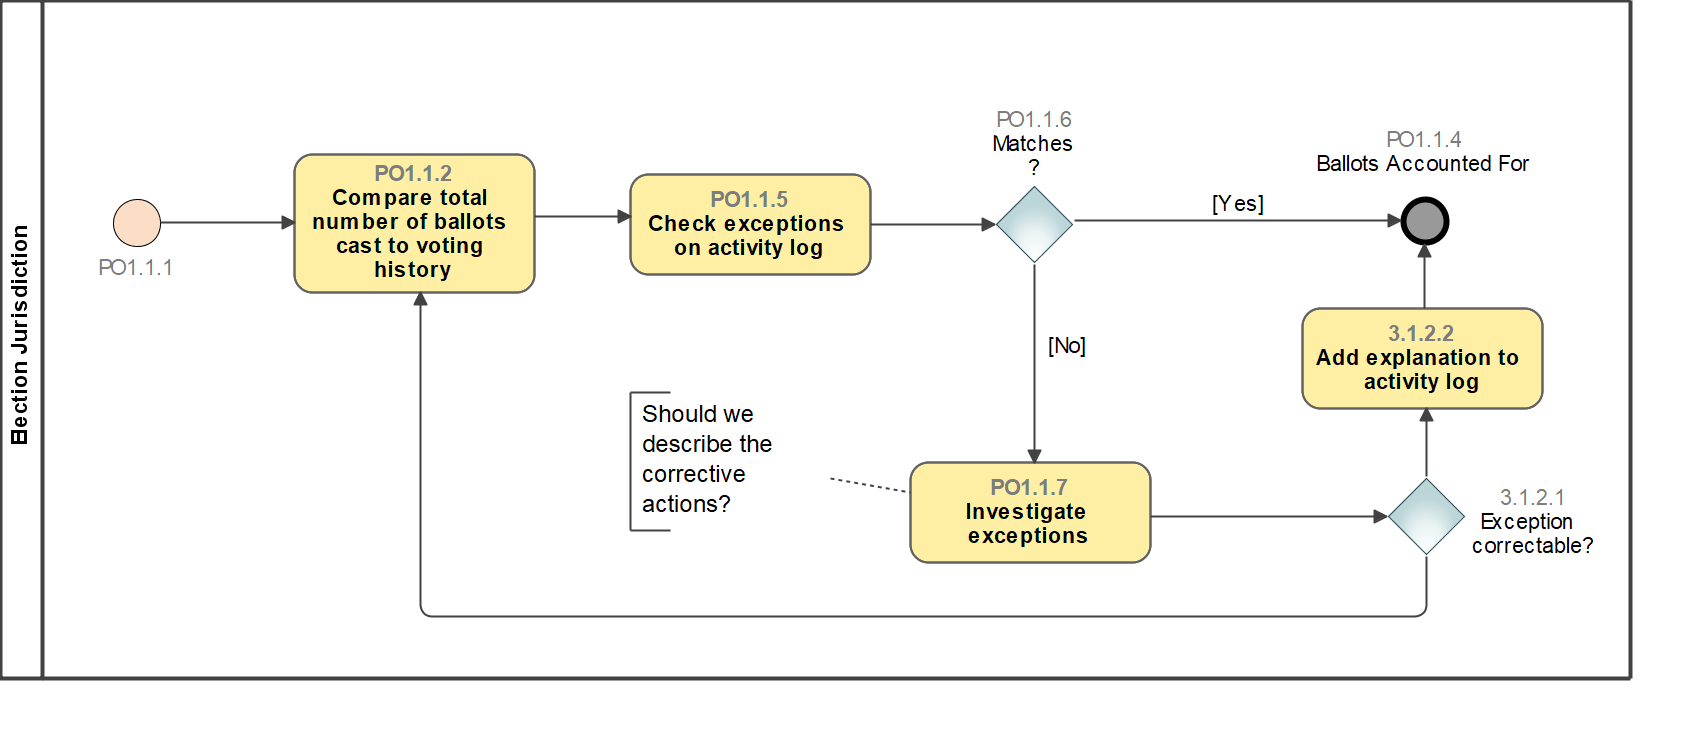 Election Jurisdiction
PO1.1.1
PO1.1.2
Compare total
number of ballots
cast to voting
history
PO1.1.5
Check exceptions
on activity log
PO1.1.6
Matches
?
[Yes]
PO1.1.4
Ballots Accounted For
[No]
3.1.2.2
Add explanation to
activity log
Should we
describe the
corrective
actions?
PO1.1.7
Investigate
exceptions
3.1.2.1
Exception
correctable?